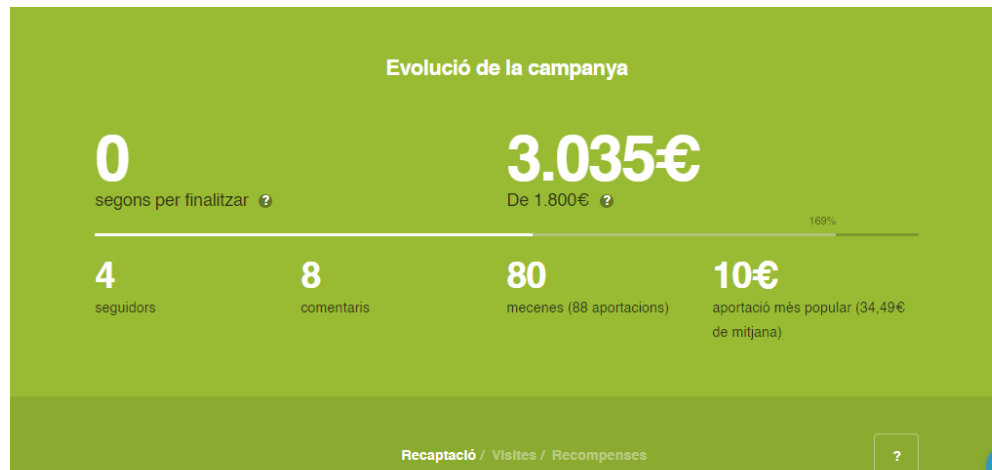 Evolució de la campanya
0
segons per finalitzar ?
3.035€
De 1.800€ ?
169%
4
seguidors
8
comentaris
80
mecenes (88 aportacions)
10€
aportació més popular (34,49€
de mitjana)
Recaptació / Visites / Recompenses
?